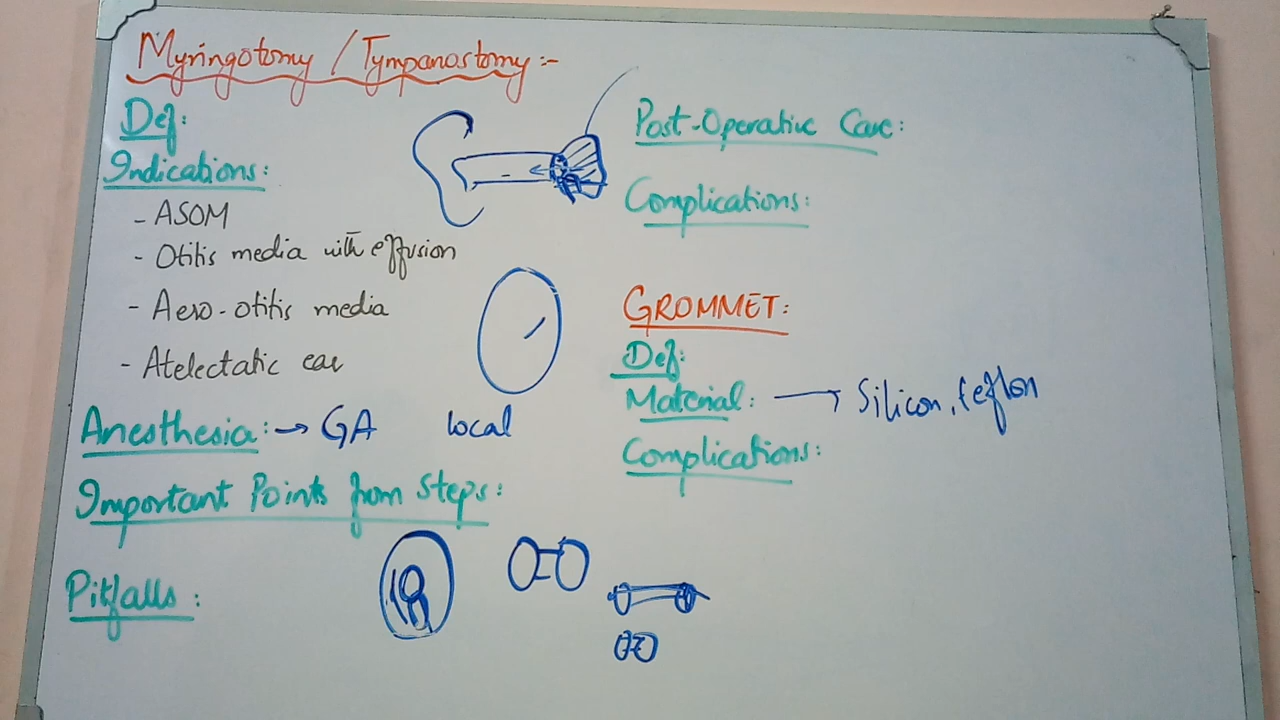 Myringotomy / Tympanostomy :-
Def:
Indications:
- ASOM
- Otitis media with effusion
- Aero-otitis media
- Atelectatic ear
Anesthesia: → GA local
Important Points from Steps:
Pitfalls :
Post-Operative Care:
Complications:
GROMMET:
Def:
Material: → Silicon, teflon
Complications: